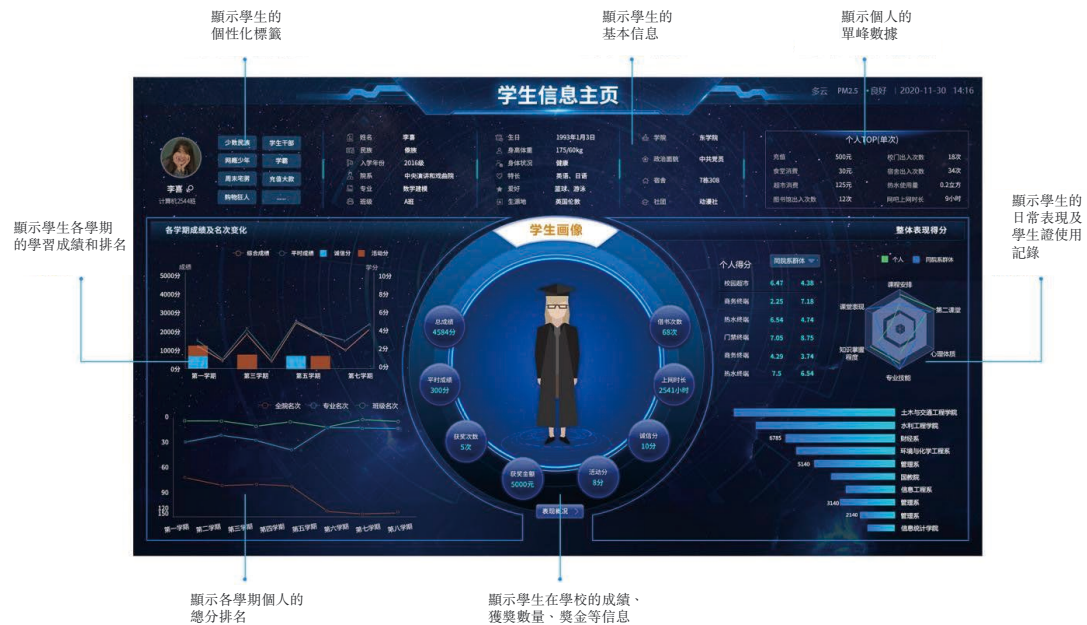 顯示學生的
個性化標籤
顯示學生的
基本信息
顯示個人的
單峰數據
学生信息主页
多云 PM2.5 良好 2020-11-30 14:16
李喜
计算机2544班
少数民族 学生干部
网瘾少年 学霸
周末宅男 充值大款
购物狂人 ......
姓名 李喜
民族 傣族
入学年份 2016级
院系 中央演讲和戏曲院
专业 数学建模
班级 A班
生日 1993年1月3日
身高体重 175/60kg
身体状况 健康
特长 英语、日语
爱好 篮球、游泳
生源地 英国伦敦
学院 东学院
政治面貌 中共党员
宿舍 7栋308
社团 动漫社
个人TOP(单次)
充值 500元 校门出入次数 18次
食堂消费 30元 宿舍出入次数 34次
超市消费 125元 热水使用量 0.2立方
图书馆出入次数 12次 网吧上网时长 9小时
顯示學生各學期
的學習成績和排名
顯示學生的
日常表現及
學生證使用
記錄
各学期成绩及名次变化
综合成绩 平时成绩 诚信分 活动分
成绩 学分
5000分 10分
4000分 8分
3000分 6分
2000分 4分
1000分 2分
0分 0分
第一学期 第三学期 第五学期 第七学期
全院名次 专业名次 班级名次
0
30
60
90
120
150
第一学期 第二学期 第三学期 第四学期 第五学期 第六学期 第七学期 第八学期
学生画像
总成绩
4584分
平时成绩
300分
获奖次数
5次
获奖金额
5000元
活动分
8分
诚信分
10分
上网时长
2541小时
借书次数
68次
表现概况
整体表现得分
个人得分 同院系群体
校园超市 6.47 4.38
商务终端 2.25 7.18
热水终端 6.54 4.74
门禁终端 7.05 8.75
商务终端 4.29 3.74
热水终端 7.5 6.54
个人 同院系群体
课程安排
第二课堂
心理体质
专业技能
知识掌握
程度
课堂表现
土木与交通工程学院
水利工程学院
6785 财经系
环境与化学工程系
5140 管理系
国教院
信息工程系
3140 管理系
2140 管理系
信息统计学院
顯示各學期個人的
總分排名
顯示學生在學校的成績、
獲獎數量、獎金等信息